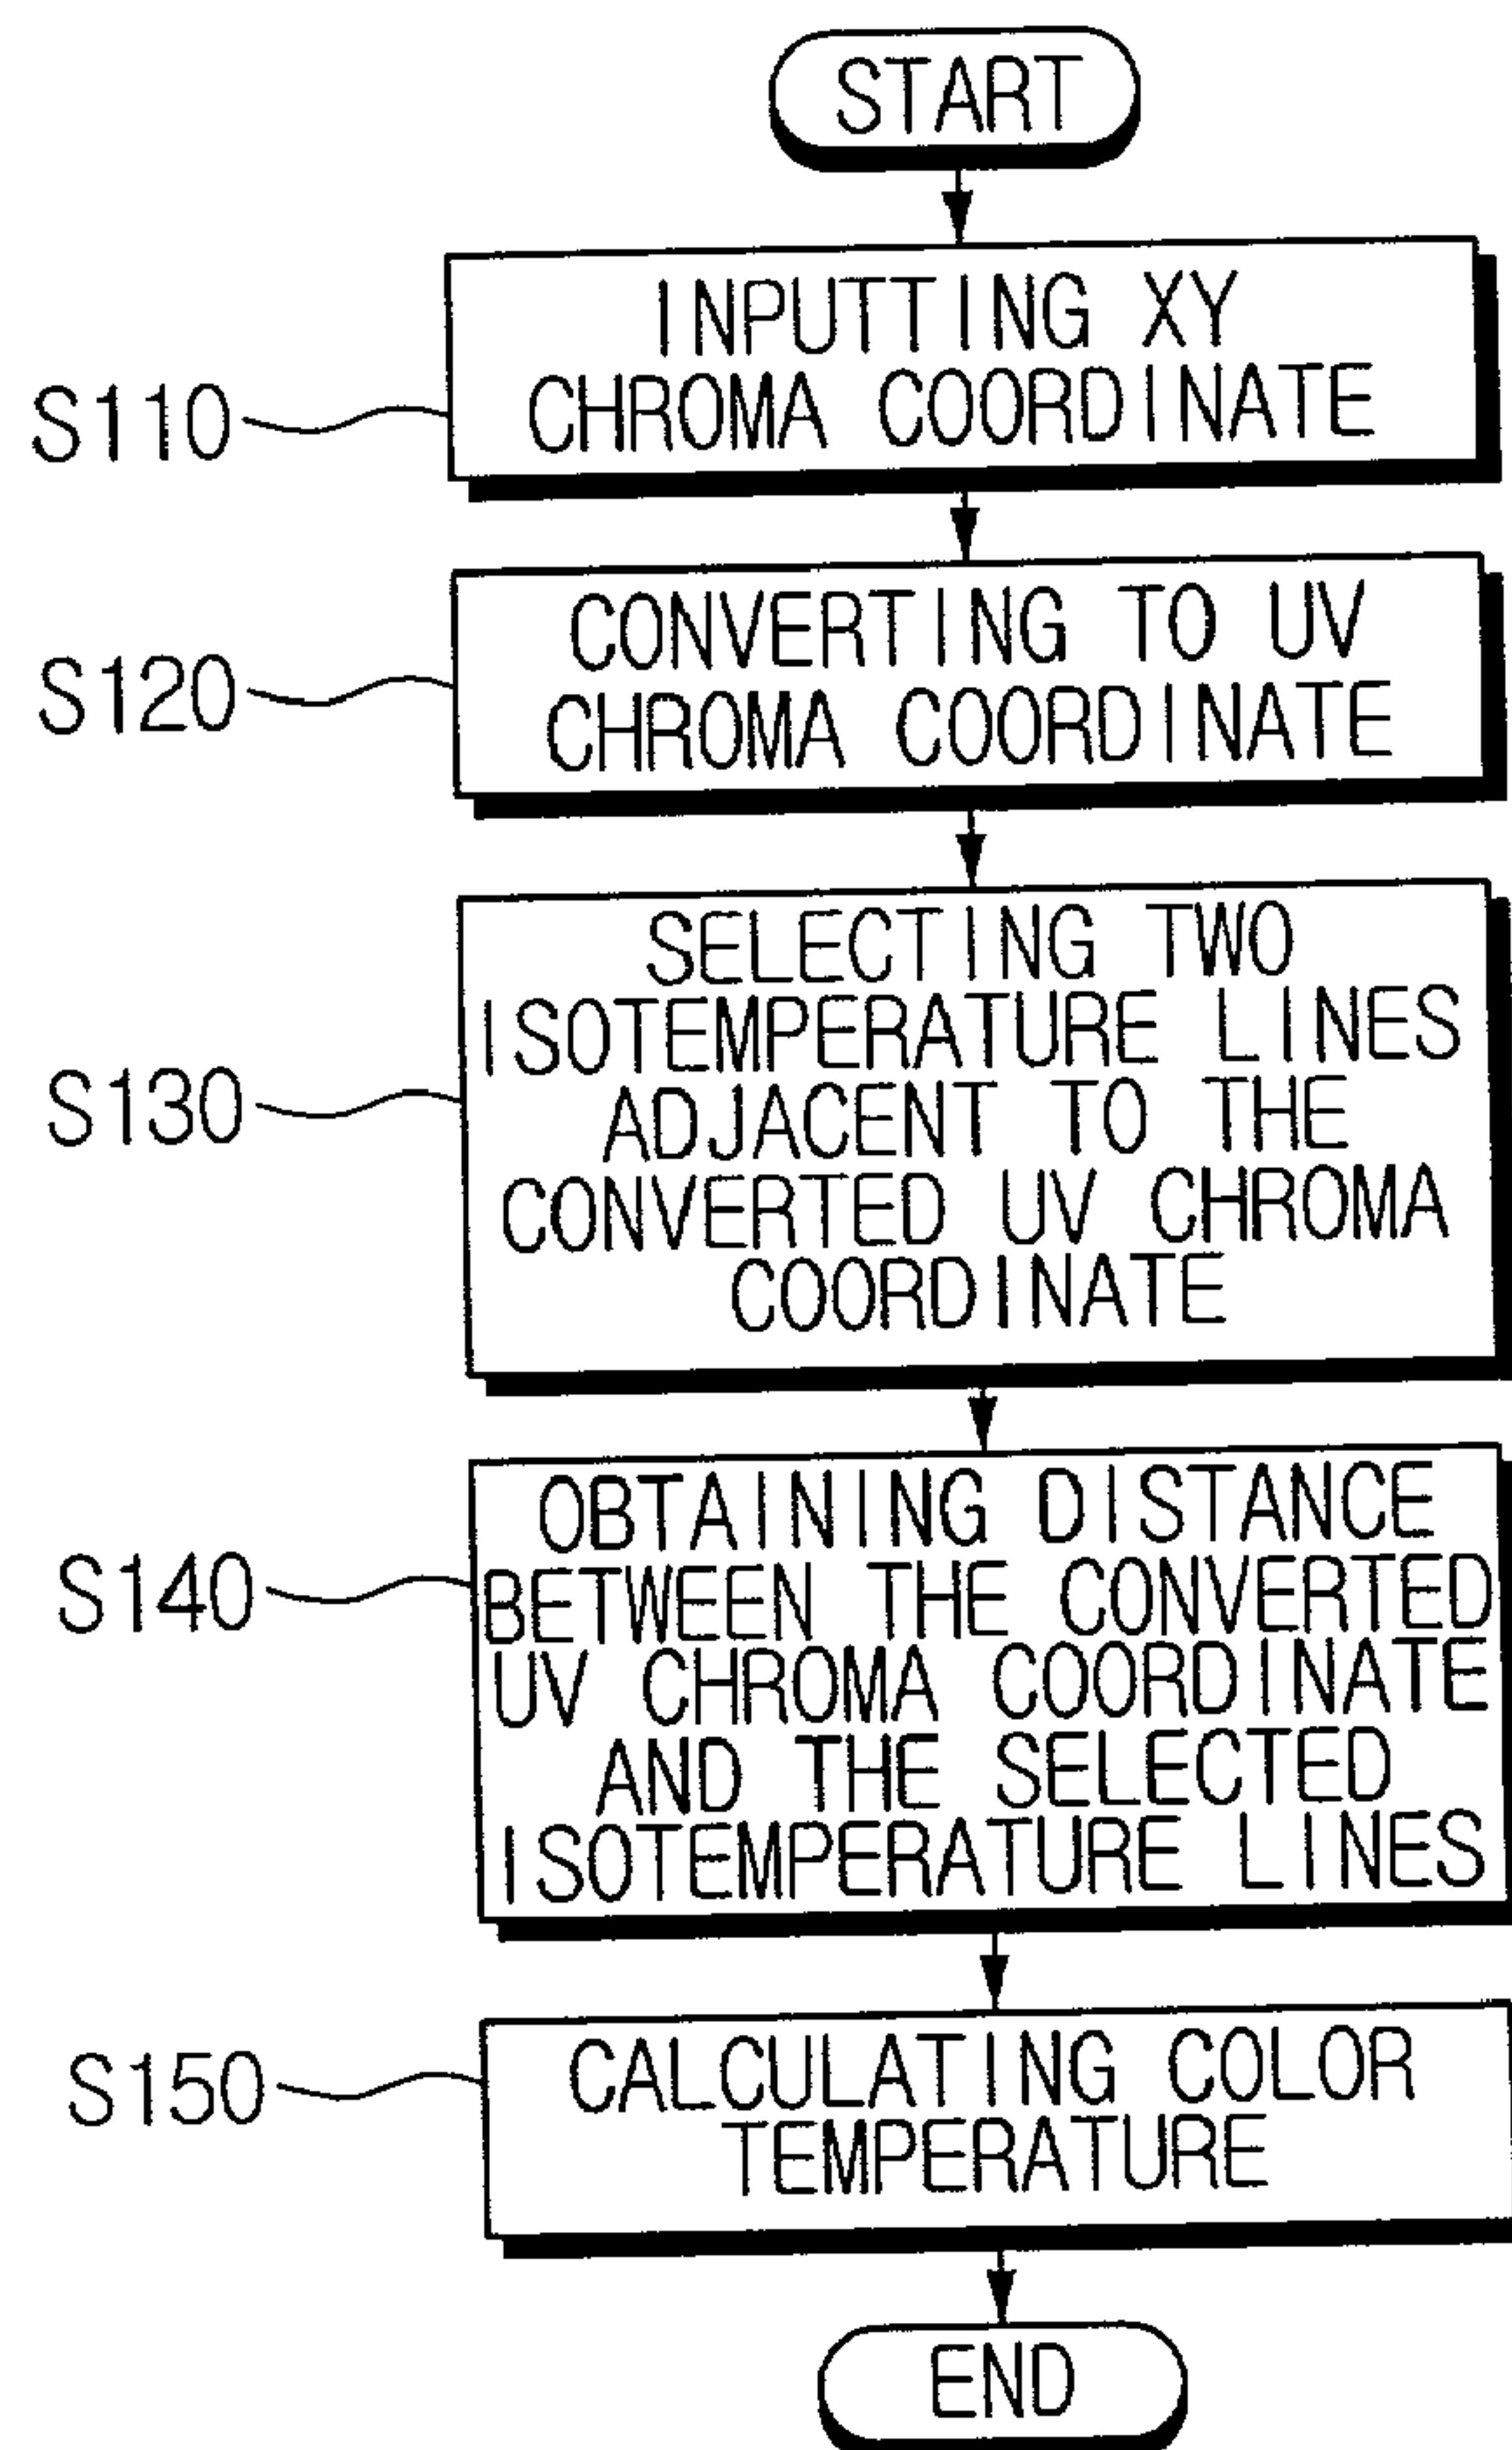 START
INPUTTING XY
CHROMA COORDINATE
S110
CONVERTING TO UV
CHROMA COORDINATE
S120
SELECTING TWO
ISOTEMPERATURE LINES
ADJACENT TO THE
CONVERTED UV CHROMA
COORDINATE
S130
OBTAINING DISTANCE
BETWEEN THE CONVERTED
UV CHROMA COORDINATE
AND THE SELECTED
ISOTEMPERATURE LINES
S140
CALCULATING COLOR
TEMPERATURE
S150
END